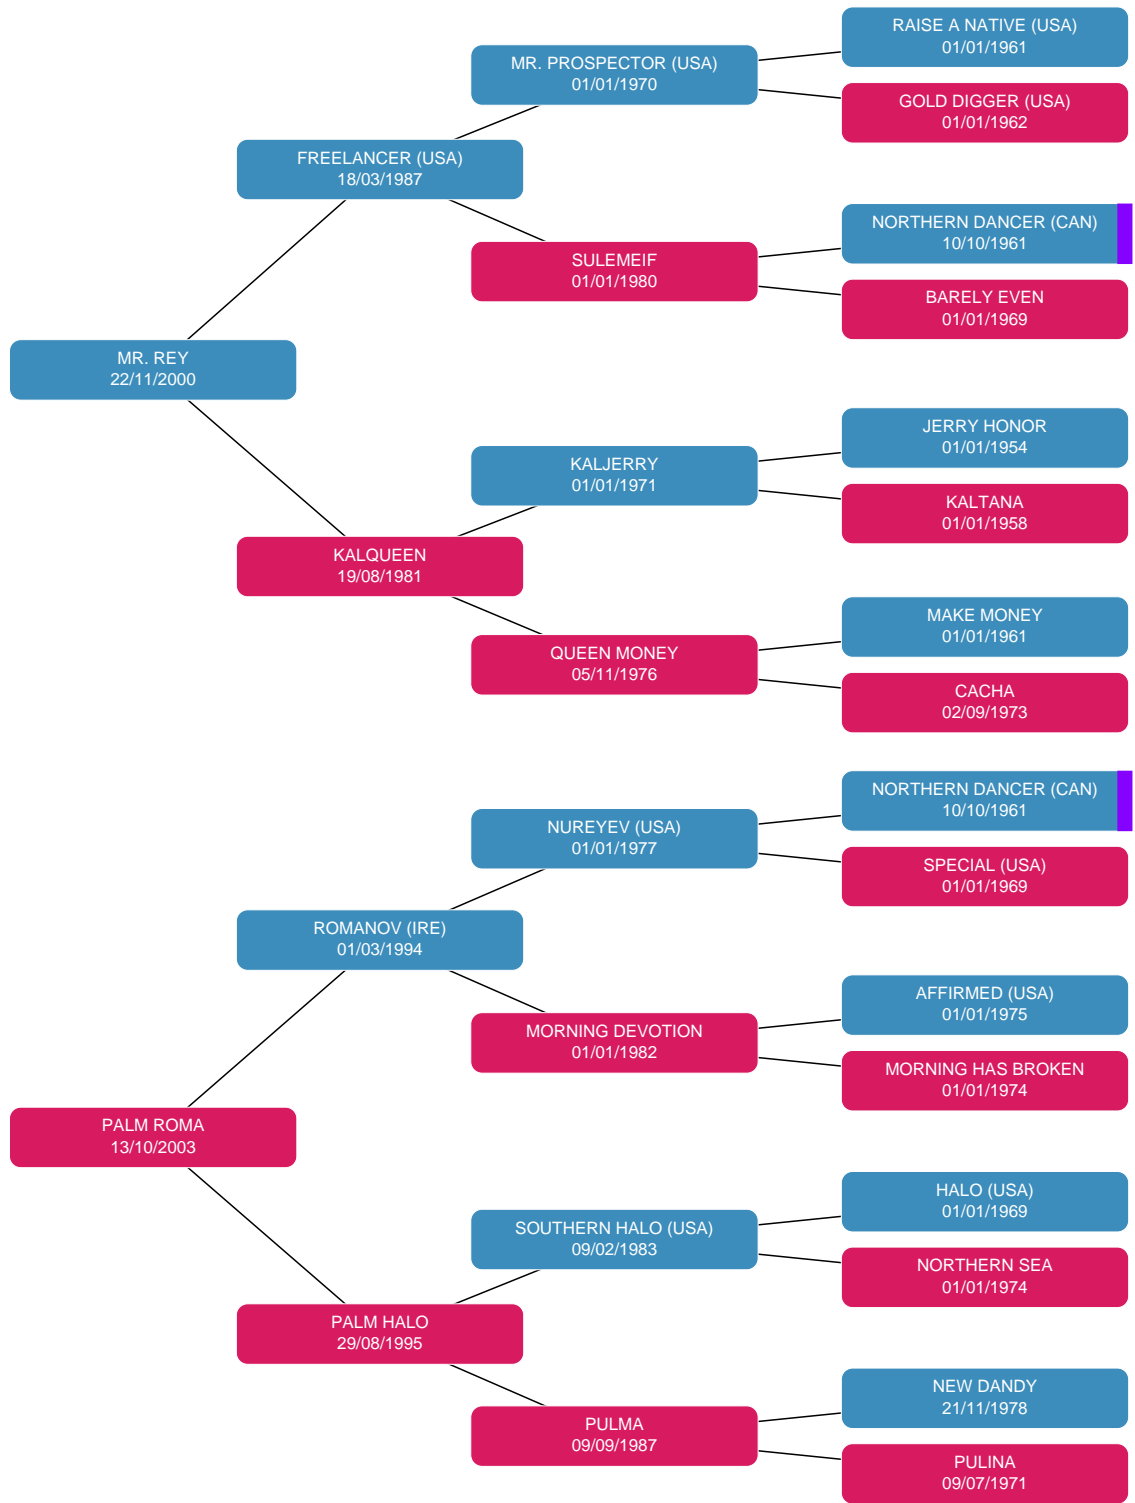 RAISE A NATIVE (USA)
01/01/1961
MR. PROSPECTOR (USA)
01/01/1970
GOLD DIGGER (USA)
01/01/1962
FREELANCER (USA)
18/03/1987
NORTHERN DANCER (CAN)
10/10/1961
SULEMEIF
01/01/1980
BARELY EVEN
01/01/1969
MR. REY
22/11/2000
JERRY HONOR
01/01/1954
KALJERRY
01/01/1971
KALTANA
01/01/1958
KALQUEEN
19/08/1981
MAKE MONEY
01/01/1961
QUEEN MONEY
05/11/1976
CACHA
02/09/1973
NORTHERN DANCER (CAN)
10/10/1961
NUREYEV (USA)
01/01/1977
SPECIAL (USA)
01/01/1969
ROMANOV (IRE)
01/03/1994
AFFIRMED (USA)
01/01/1975
MORNING DEVOTION
01/01/1982
MORNING HAS BROKEN
01/01/1974
PALM ROMA
13/10/2003
HALO (USA)
01/01/1969
SOUTHERN HALO (USA)
09/02/1983
NORTHERN SEA
01/01/1974
PALM HALO
29/08/1995
NEW DANDY
21/11/1978
PULMA
09/09/1987
PULINA
09/07/1971